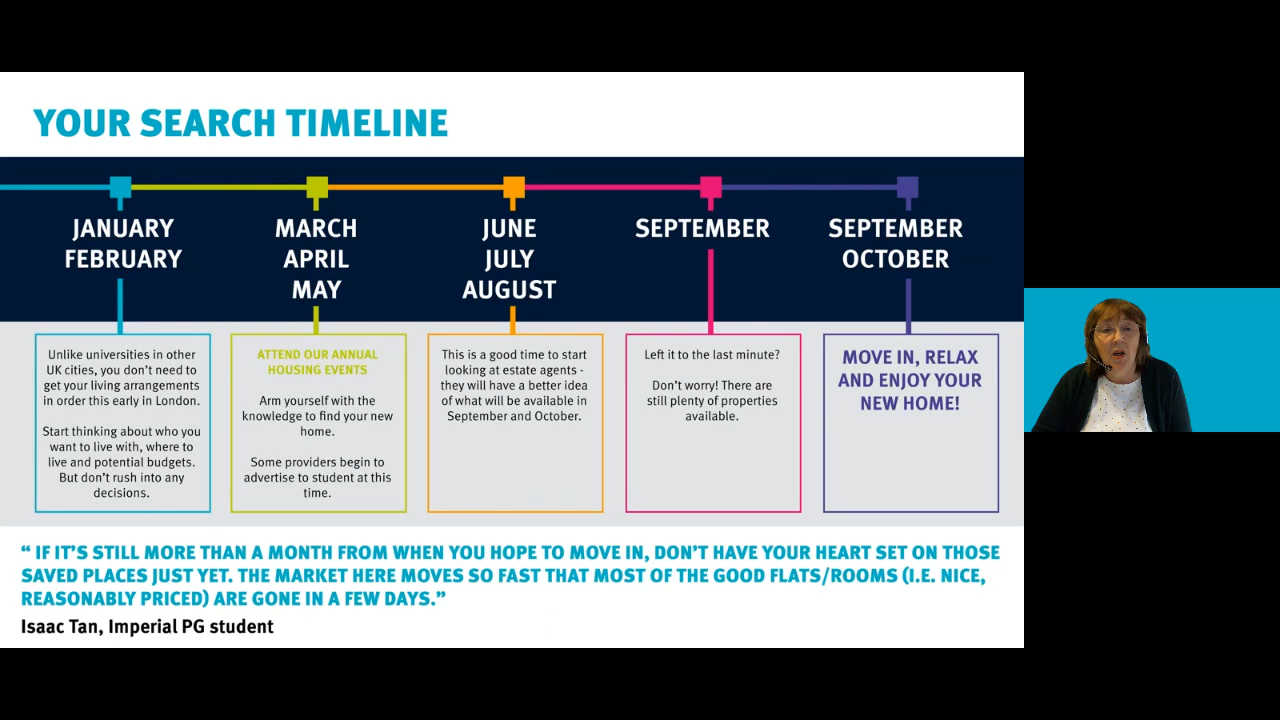 YOUR SEARCH TIMELINE
JANUARY
FEBRUARY
MARCH
APRIL
MAY
JUNE
JULY
AUGUST
SEPTEMBER
SEPTEMBER
OCTOBER
Unlike universities in other
UK cities, you don't need to
get your living arrangements
in order this early in London.
Start thinking about who you
want to live with, where to
live and potential budgets.
But don't rush into any
decisions.
ATTEND OUR ANNUAL
HOUSING EVENTS
Arm yourself with the
knowledge to find your new
home.
Some providers begin to
advertise to student at this
time.
This is a good time to start
looking at estate agents -
they will have a better idea
of what will be available in
September and October.
Left it to the last minute?
Don't worry! There are
still plenty of properties
available.
MOVE IN, RELAX
AND ENJOY YOUR
NEW HOME!
“ IF IT'S STILL MORE THAN A MONTH FROM WHEN YOU HOPE TO MOVE IN, DON'T HAVE YOUR HEART SET ON THOSE
SAVED PLACES JUST YET. THE MARKET HERE MOVES SO FAST THAT MOST OF THE GOOD FLATS/ROOMS (I.E. NICE,
REASONABLY PRICED) ARE GONE IN A FEW DAYS.”
Isaac Tan, Imperial PG student